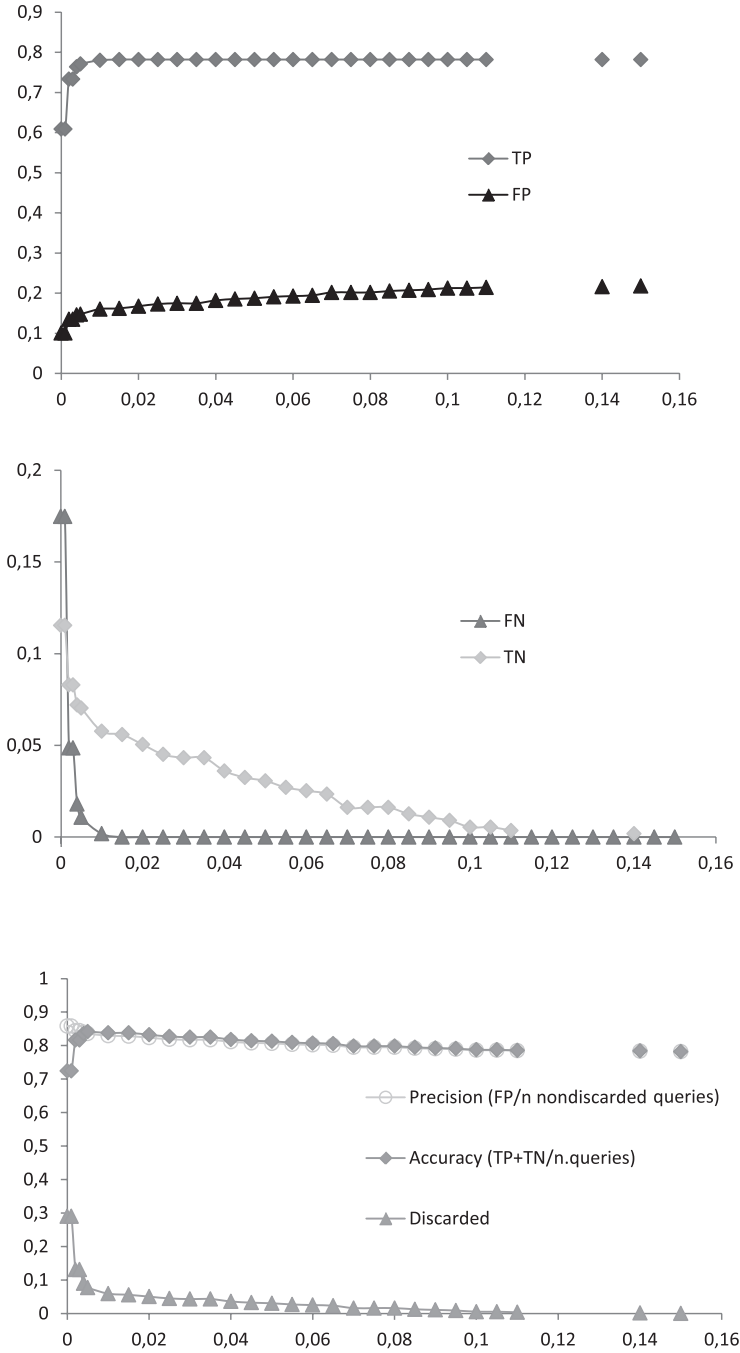 0,9
0,8
0,7
0,6
0,5
0,4
0,3
0,2
0,1
0
TP
FP
0 0,02 0,04 0,06 0,08 0,1 0,12 0,14 0,16
0,2
0,15
0,1
0,05
0
FN
TN
0 0,02 0,04 0,06 0,08 0,1 0,12 0,14 0,16
1
0,9
0,8
0,7
0,6
0,5
0,4
0,3
0,2
0,1
0
Precision (FP/n nondiscarded queries)
Accuracy (TP+TN/n.queries)
Discarded
0 0,02 0,04 0,06 0,08 0,1 0,12 0,14 0,16